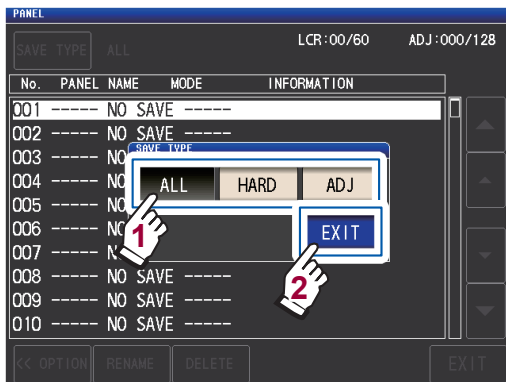 PANEL
SAVE TYPE ALL LCR:00/60 ADJ:000/128
No. PANEL NAME MODE INFORMATION
001 ----- NO SAVE -----
002 ----- NO SAVE -----
003 ----- NO
SAVE TYPE
004 ----- NO
ALL HARD ADJ
005 ----- NO
006 ----- NO
EXIT
1
007 -----
008 ----- NO SAVE -----
2
009 ----- NO SAVE -----
010 ----- NO SAVE -----
<< OPTION RENAME DELETE EXIT